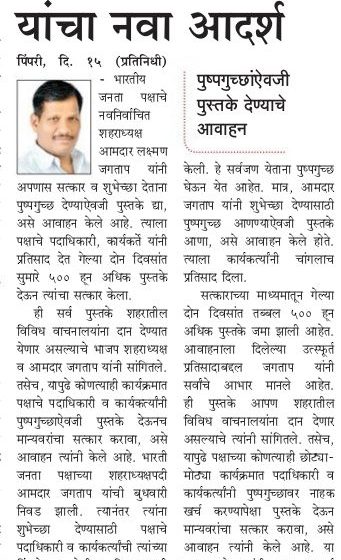 यांचा नवा आदर्श
पिंपरी, दि. १५ (प्रतिनिधी)
- भारतीय
जनता पक्षाचे
नवनिर्वाचित
शहराध्यक्ष
आमदार लक्ष्मण
जगताप यांनी
अपणास सत्कार व शुभेच्छा देताना
पुष्पगुच्छ देण्याऐवजी पुस्तके द्या,
असे आवाहन केले आहे. त्याला
पक्षाचे पदाधिकारी, कार्यकर्ते यांनी
प्रतिसाद देत गेल्या दोन दिवसांत
सुमारे ५०० हून अधिक पुस्तके
देऊन त्यांचा सत्कार केला.
ही सर्व पुस्तके शहरातील
विविध वाचनालयांना दान देण्यात
येणार असल्याचे भाजप शहराध्यक्ष
व आमदार जगताप यांनी सांगितले.
तसेच, यापुढे कोणत्याही कार्यक्रमात
पक्षाचे पदाधिकारी व कार्यकर्त्यांनी
पुष्पगुच्छाऐवजी पुस्तके देऊनच
मान्यवरांचा सत्कार करावा, असे
आवाहन त्यांनी केले आहे. भारती
जनता पक्षाच्या शहराध्यक्षपदी
आमदार जगताप यांची बुधवारी
निवड झाली. त्यानंतर त्यांना
शुभेच्छा देण्यासाठी पक्षाचे
पदाधिकारी व कार्यकर्त्यांची त्यांच्या
पुष्पगुच्छांऐवजी
पुस्तके देण्याचे
आवाहन
केली. हे सर्वजण येताना पुष्पगुच्छ
घेऊन येत आहेत. मात्र, आमदार
जगताप यांनी शुभेच्छा देण्यासाठी
पुष्पगुच्छ आणण्याऐवजी पुस्तके
आणा, असे आवाहन केले होते.
त्याला कार्यकर्त्यांनी चांगलाच
प्रतिसाद दिला.
सत्काराच्या माध्यमातून गेल्या
दोन दिवसांत तब्बल ५०० हून
अधिक पुस्तके जमा झाली आहेत.
आवाहनाला दिलेल्या उत्स्फूर्त
प्रतिसादाबद्दल जगताप यांनी
सर्वांचे आभार मानले आहेत.
ही पुस्तके आपण शहरातील
विविध वाचनालयांना दान देणार
असल्याचे त्यांनी सांगितले. तसेच,
यापुढे पक्षाच्या कोणत्याही छोट्या-
मोठ्या कार्यक्रमात पदाधिकारी व
कार्यकर्त्यांनी पुष्पगुच्छावर नाहक
खर्च करण्यापेक्षा पुस्तके देऊन
मान्यवरांचा सत्कार करावा, असे
आवाहन त्यांनी केले आहे. या